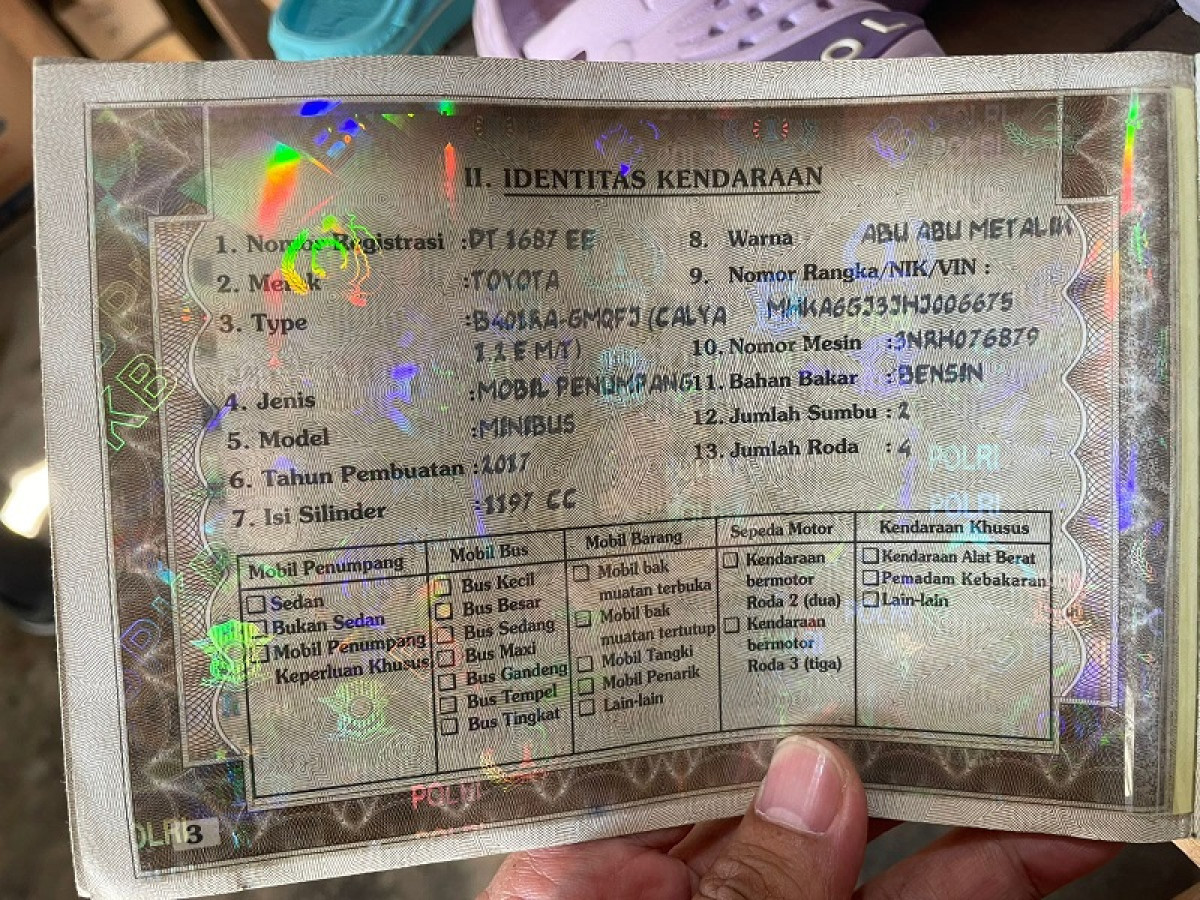 OL
II. IDENTITAS KENDARAAN
1. Nomor Registrasi : DT 1687 EE
2. Merek : TOYOTA
3. Type : B401RA-GMQFJ (CALYA
1.2 E M/T)
4. Jenis : MOBIL PENUMPANG
5. Model : MINIBUS
6. Tahun Pembuatan : 2017
7. Isi Silinder : 1197 CC
8. Warna ABU ABU METALIK
9. Nomor Rangka/NIK/VIN :
MHKA6GJ3JHJ006675
10. Nomor Mesin : 3NRH076879
11. Bahan Bakar : BENSIN
12. Jumlah Sumbu : 2
13. Jumlah Roda : 4
Mobil Penumpang
Sedan
Bukan Sedan
Mobil Penumpang
Keperluan Khusus
Mobil Bus
Bus Kecil
Bus Besar
Bus Sedang
Bus Maxi
Bus Gandeng
Bus Tempel
Bus Tingkat
Mobil Barang
Mobil bak
muatan terbuka
Mobil bak
muatan tertutup
Mobil Tangki
Mobil Penarik
Lain-lain
Sepeda Motor
Kendaraan
bermotor
Roda 2 (dua)
Kendaraan
bermotor
Roda 3 (tiga)
Kendaraan Khusus
Kendaraan Alat Berat
Pemadam Kebakaran
Lain-lain
POLRI
POLRI
POLRI
3